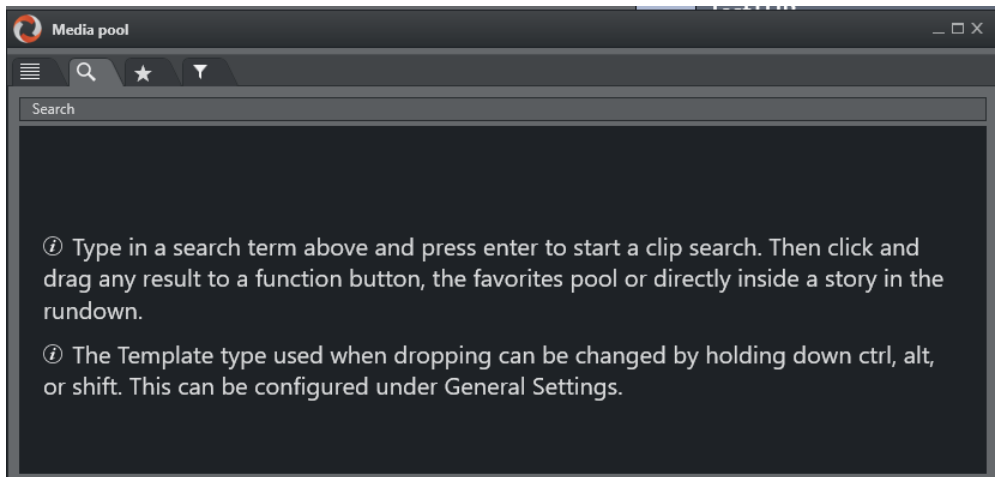 Media pool
Search
ⓘ Type in a search term above and press enter to start a clip search. Then click and
drag any result to a function button, the favorites pool or directly inside a story in the
rundown.
ⓘ The Template type used when dropping can be changed by holding down ctrl, alt,
or shift. This can be configured under General Settings.